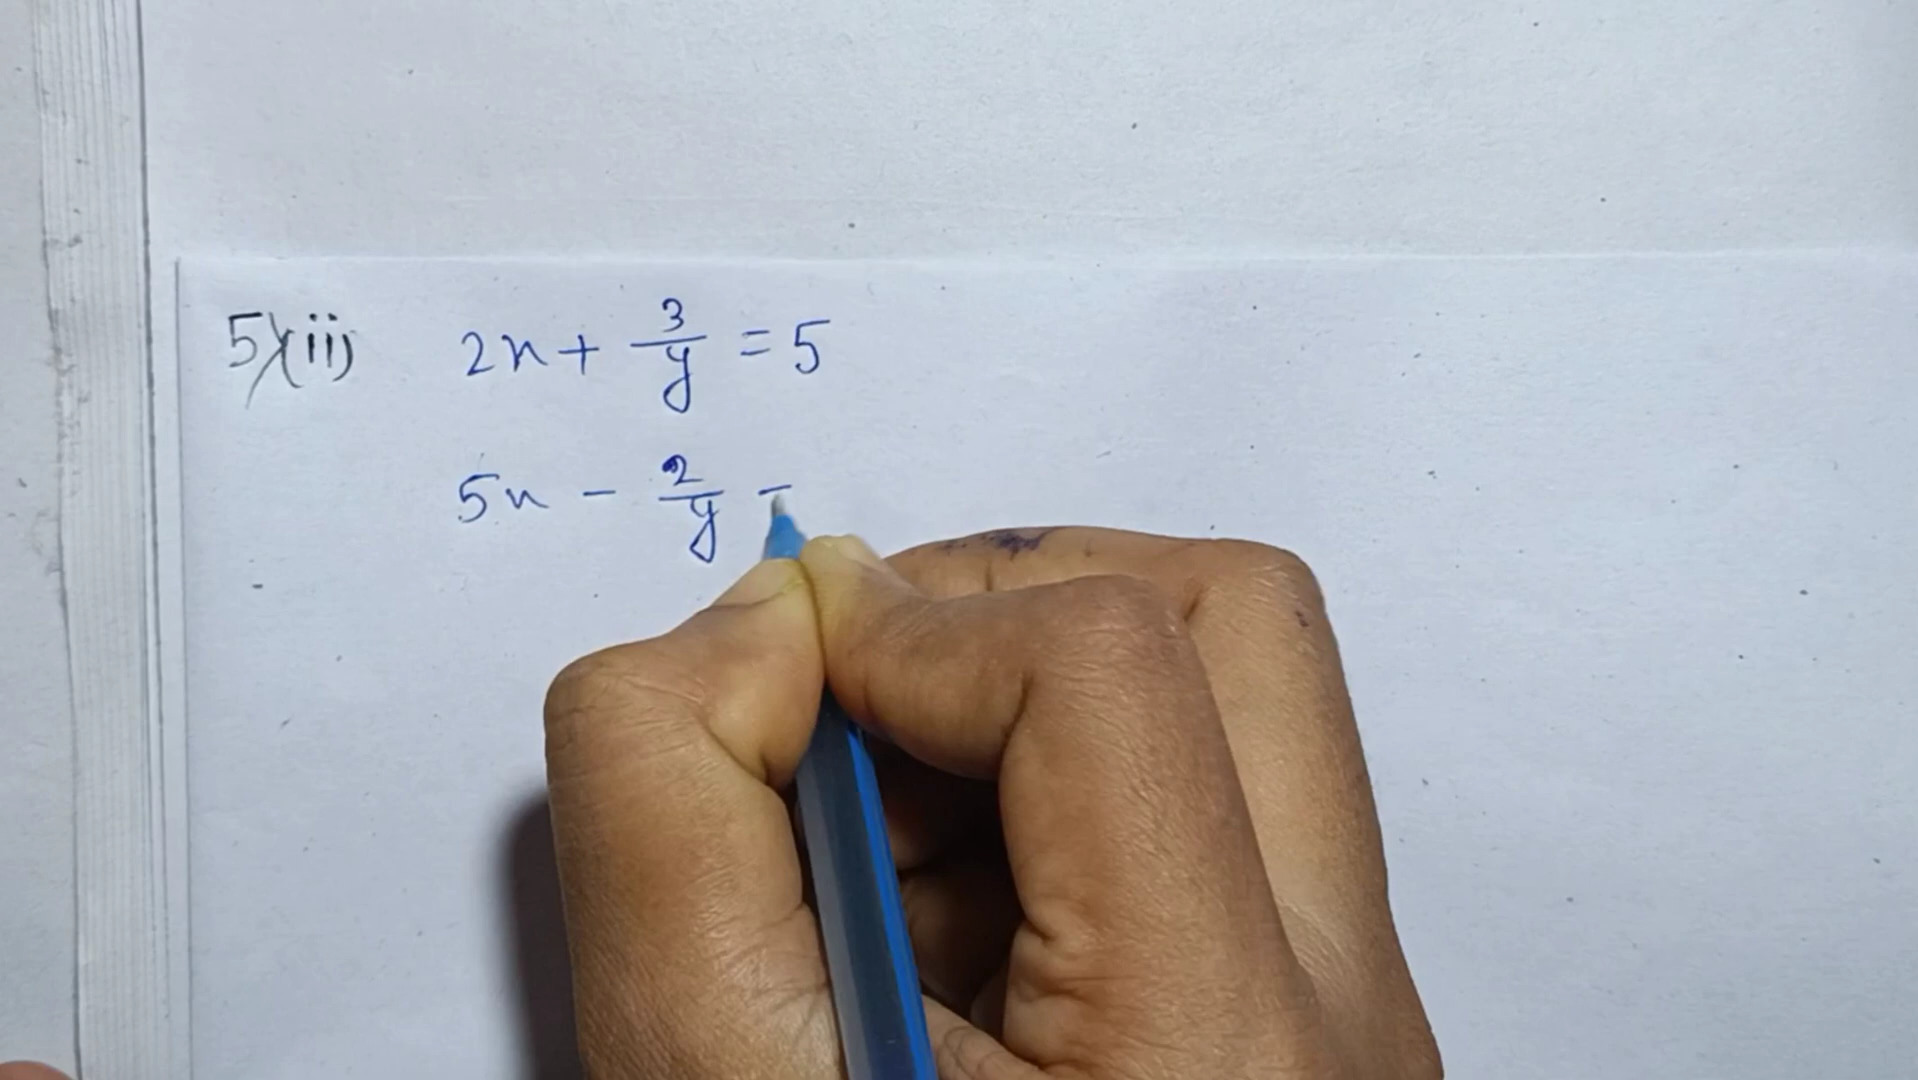 5)(ii) 2x + 3/y = 5
5x - 2/y -